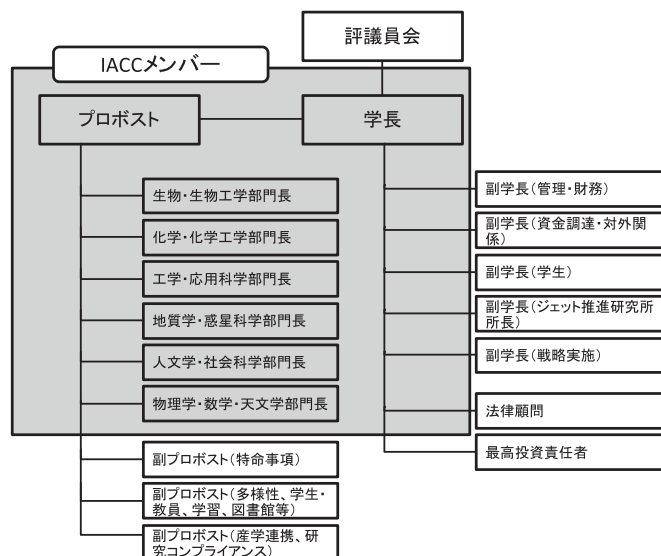 評議員会
IACCメンバー
プロボスト
学長
生物・生物工学部門長
化学・化学工学部門長
工学・応用科学部門長
地質学・惑星科学部門長
人文学・社会科学部門長
物理学・数学・天文学部門長
副プロボスト(特命事項)
副プロボスト(多様性、学生・
教員、学習、図書館等)
副プロボスト(産学連携、研
究コンプライアンス)
副学長(管理・財務)
副学長(資金調達・対外関
係)
副学長(学生)
副学長(ジェット推進研究所
所長)
副学長(戦略実施)
法律顧問
最高投資責任者